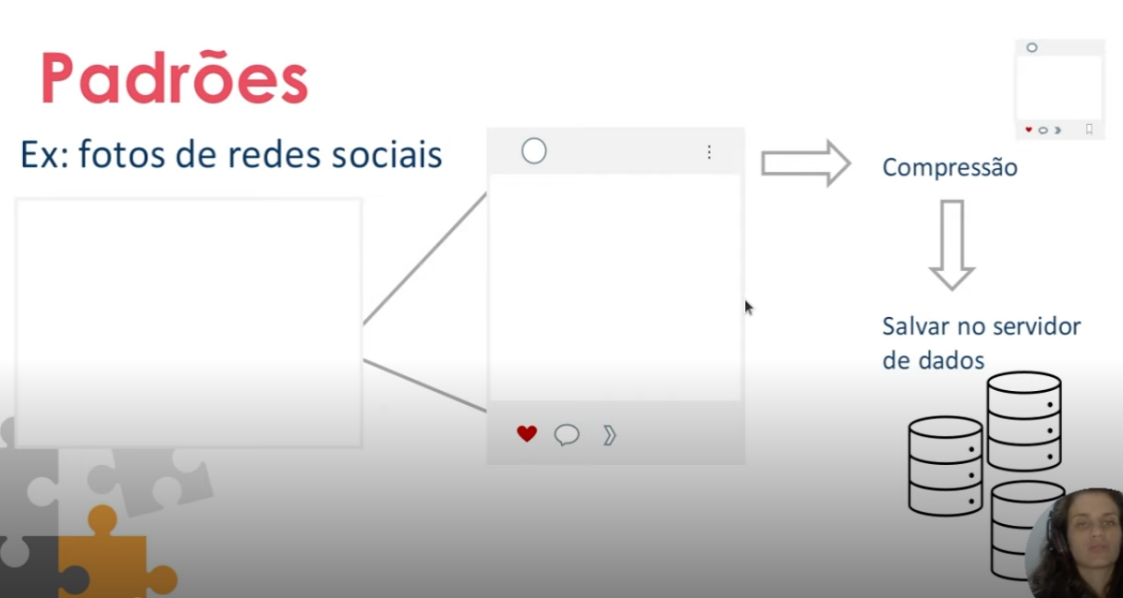 Padrões
Ex: fotos de redes sociais
Compressão
Salvar no servidor
de dados